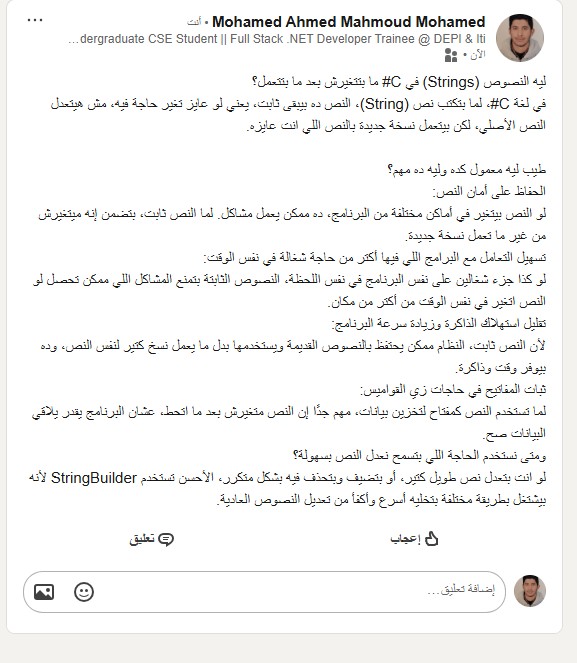 Mohamed Ahmed Mahmoud Mohamed • أنت
...dergraduate CSE Student || Full Stack .NET Developer Trainee @ DEPI & Iti
الآن •
ليه النصوص (Strings) في C# ما بتتغيرش بعد ما بتتعمل؟
في لغة C#، لما بتكتب نص (String)، النص ده بيبقى ثابت، يعني لو عايز تغير حاجة فيه، مش هيتعدل
النص الأصلي، لكن بيتعمل نسخة جديدة بالنص اللي انت عايزه.
طيب ليه معمول كده وليه ده مهم؟
الحفاظ على أمان النص:
لو النص بيتغير في أماكن مختلفة من البرنامج، ده ممكن يعمل مشاكل. لما النص ثابت، بتضمن إنه ميتغيرش
من غير ما تعمل نسخة جديدة.
تسهيل التعامل مع البرامج اللي فيها أكتر من حاجة شغالة في نفس الوقت:
لو كذا جزء شغالين على نفس البرنامج في نفس اللحظة، النصوص الثابتة بتمنع المشاكل اللي ممكن تحصل لو
النص اتغير في نفس الوقت من أكتر من مكان.
تقليل استهلاك الذاكرة وزيادة سرعة البرنامج:
لأن النص ثابت، النظام ممكن يحتفظ بالنصوص القديمة ويستخدمها بدل ما يعمل نسخ كتير لنفس النص، وده
بيوفر وقت وذاكرة.
ثبات المفاتيح في حاجات زي القواميس:
لما تستخدم النص كمفتاح لتخزين بيانات، مهم جدًا إن النص متغيرش بعد ما اتحط، عشان البرنامج يقدر يلاقي
البيانات صح.
ومتى نستخدم الحاجة اللي بتسمح نعدل النص بسهولة؟
لو انت بتعدل نص طويل كتير، أو بتضيف وبتحذف فيه بشكل متكرر، الأحسن تستخدم StringBuilder لأنه
بيشتغل بطريقة مختلفة بتخليه أسرع وأكفأ من تعديل النصوص العادية.
إعجاب
تعليق
إضافة تعليق...